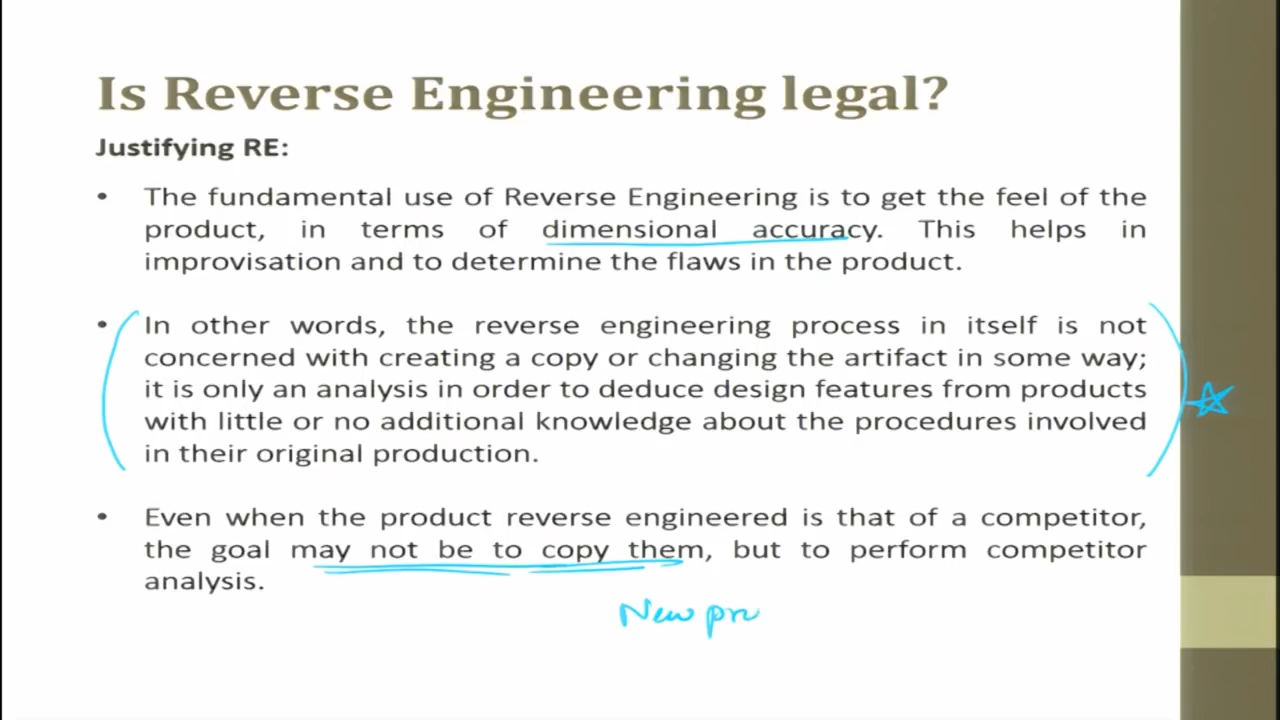 Is Reverse Engineering legal?
Justifying RE:
• The fundamental use of Reverse Engineering is to get the feel of the
product, in terms of dimensional accuracy. This helps in
improvisation and to determine the flaws in the product.
• In other words, the reverse engineering process in itself is not
concerned with creating a copy or changing the artifact in some way;
it is only an analysis in order to deduce design features from products
with little or no additional knowledge about the procedures involved
in their original production.
• Even when the product reverse engineered is that of a competitor,
the goal may not be to copy them, but to perform competitor
analysis.
New pro